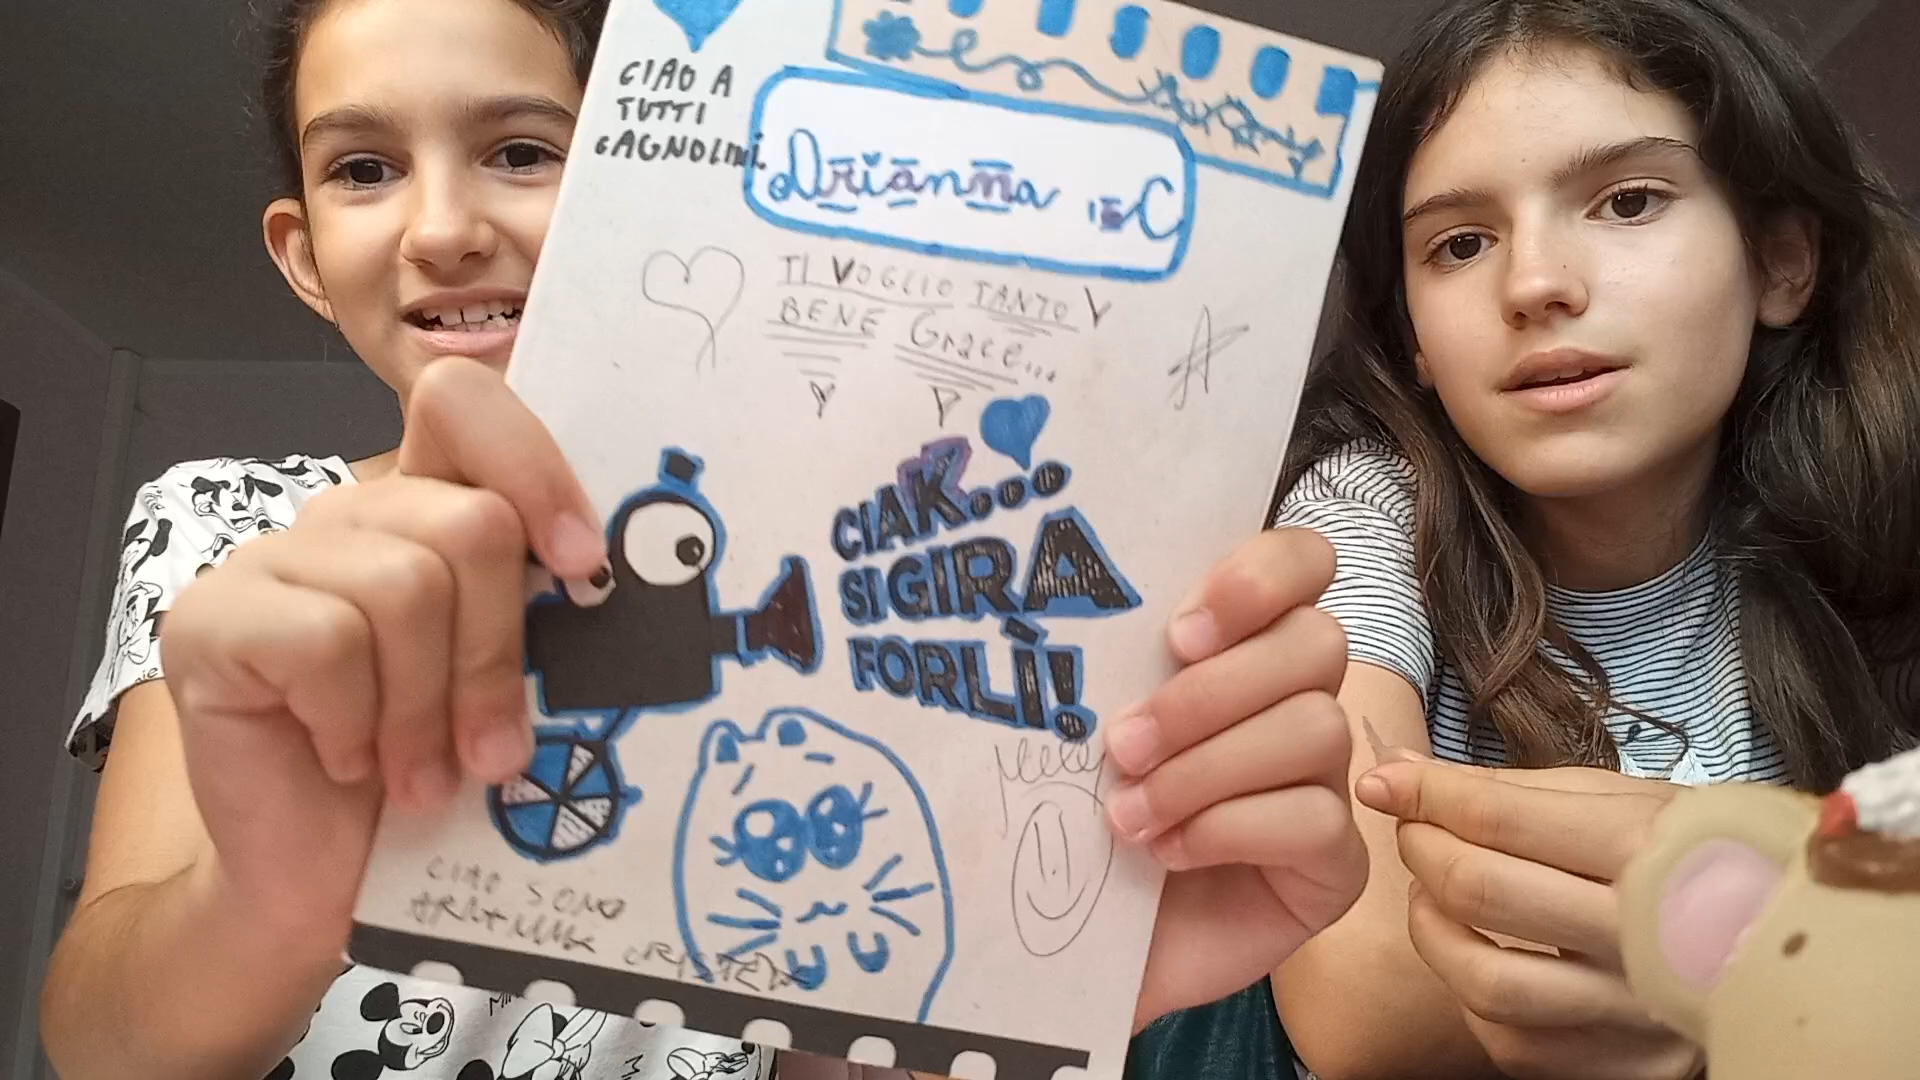 CIAO A
TUTTI
CAGNOLINI
Arianna .C
TI VOGLIO TANTO
BENE Grace...
CIAK...
SI GIRA
FORLÌ!
CIAO SONO